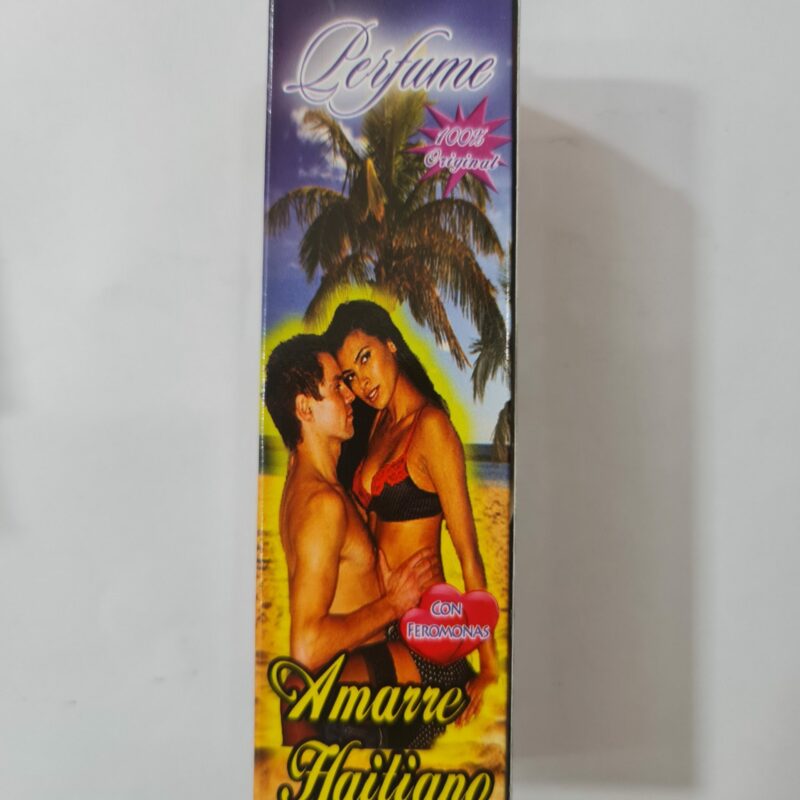 Perfume
100%
Original
CON
FEROMONAS
Amarre
Haitiano